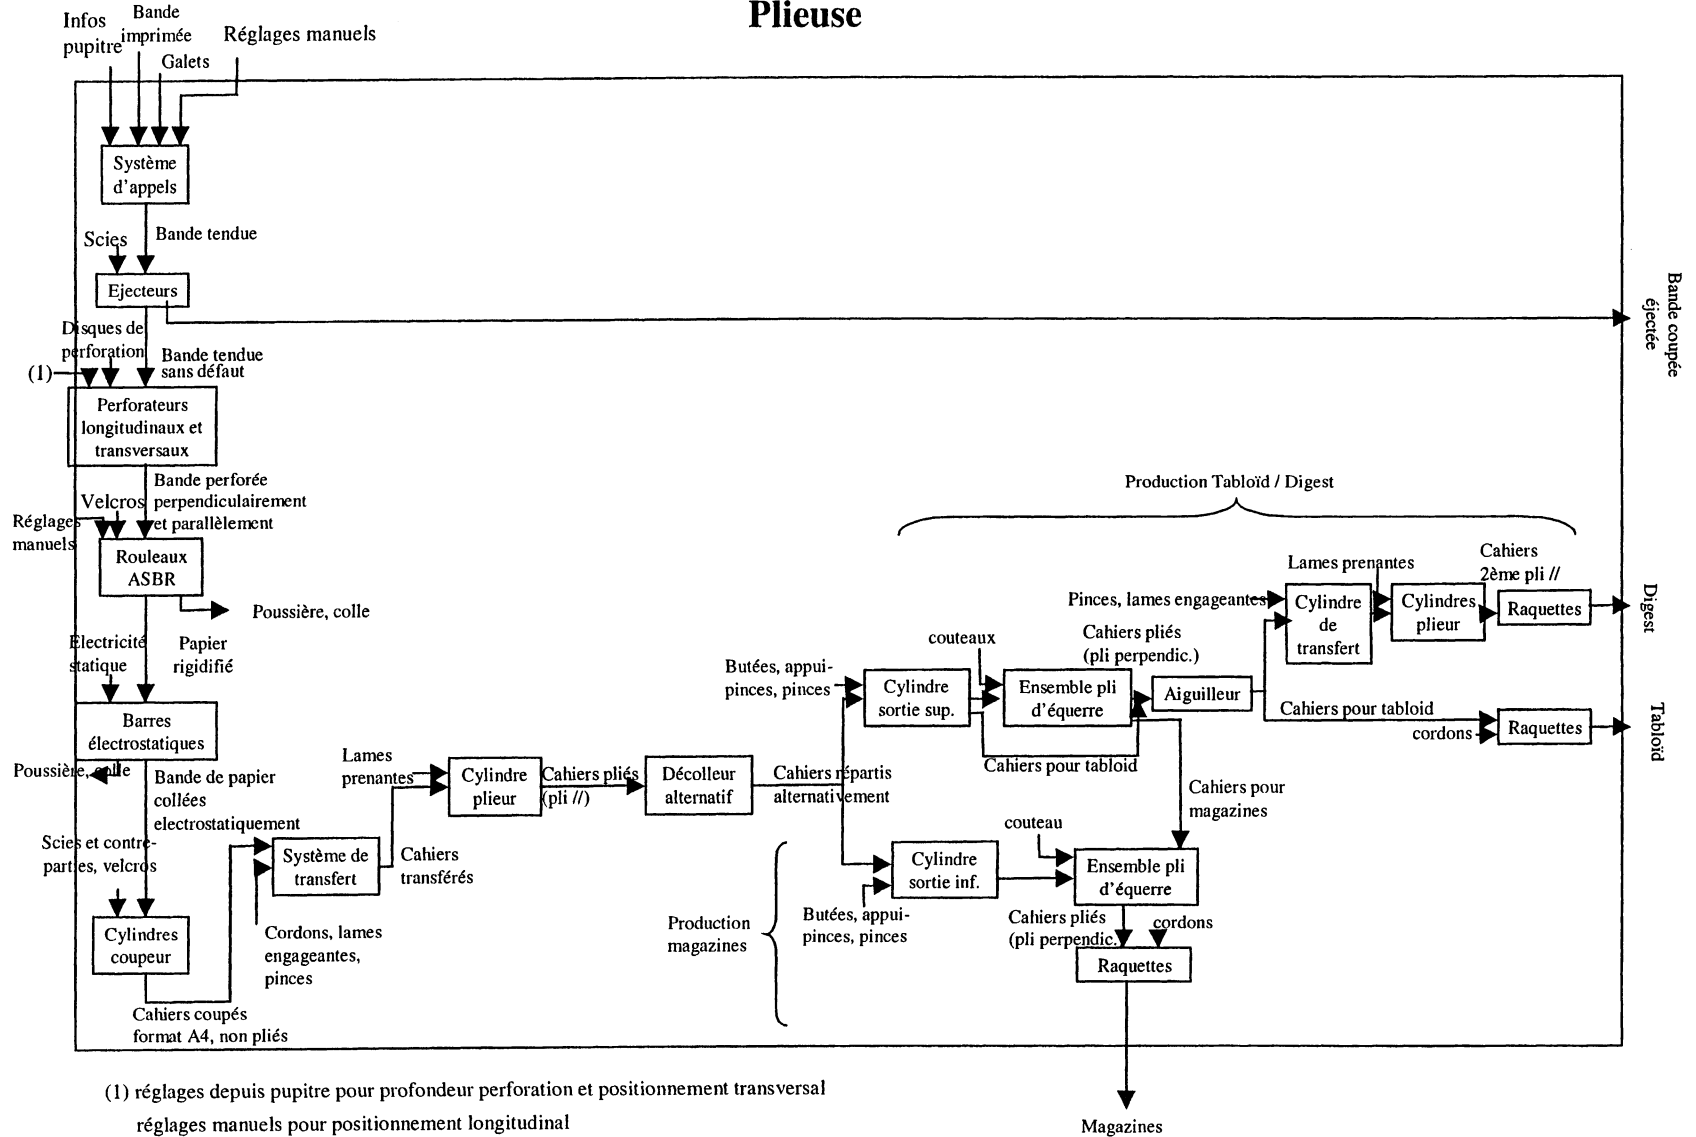 Plieuse
Infos
pupitre
Bande
imprimée
Galets
Réglages manuels
Système
d'appels
Scies
Bande tendue
Ejecteurs
Bande coupée
éjectée
Disques de
perforation
Bande tendue
sans défaut
(1)
Perforateurs
longitudinaux et
transversaux
Bande perforée
perpendiculairement
et parallèlement
Velcros
Réglages
manuels
Rouleaux
ASBR
Poussière, colle
Electricité
statique
Papier
rigidifié
Barres
électrostatiques
Poussière, colle
Bande de papier
collées
electrostatiquement
Scies et contre-
parties, velcros
Cylindres
coupeur
Cahiers coupés
format A4, non pliés
Système de
transfert
Cordons, lames
engageantes,
pinces
Cahiers
transférés
Lames
prenantes
Cylindre
plieur
Cahiers pliés
(pli //)
Décolleur
alternatif
Cahiers répartis
alternativement
Production Tabloïd / Digest
Butées, appui-
pinces, pinces
Cylindre
sortie sup.
couteaux
Ensemble pli
d'équerre
Cahiers pliés
(pli perpendic.)
Cahiers pour tabloid
Aiguilleur
Pinces, lames engageantes
Cylindre
de
transfert
Lames prenantes
Cylindres
plieur
Cahiers
2ème pli //
Raquettes
Digest
Cahiers pour tabloid
cordons
Raquettes
Tabloïd
Cahiers pour
magazines
Production
magazines
Cylindre
sortie inf.
Butées, appui-
pinces, pinces
couteau
Ensemble pli
d'équerre
Cahiers pliés
(pli perpendic.
cordons
Raquettes
Magazines
(1) réglages depuis pupitre pour profondeur perforation et positionnement transversal
réglages manuels pour positionnement longitudinal